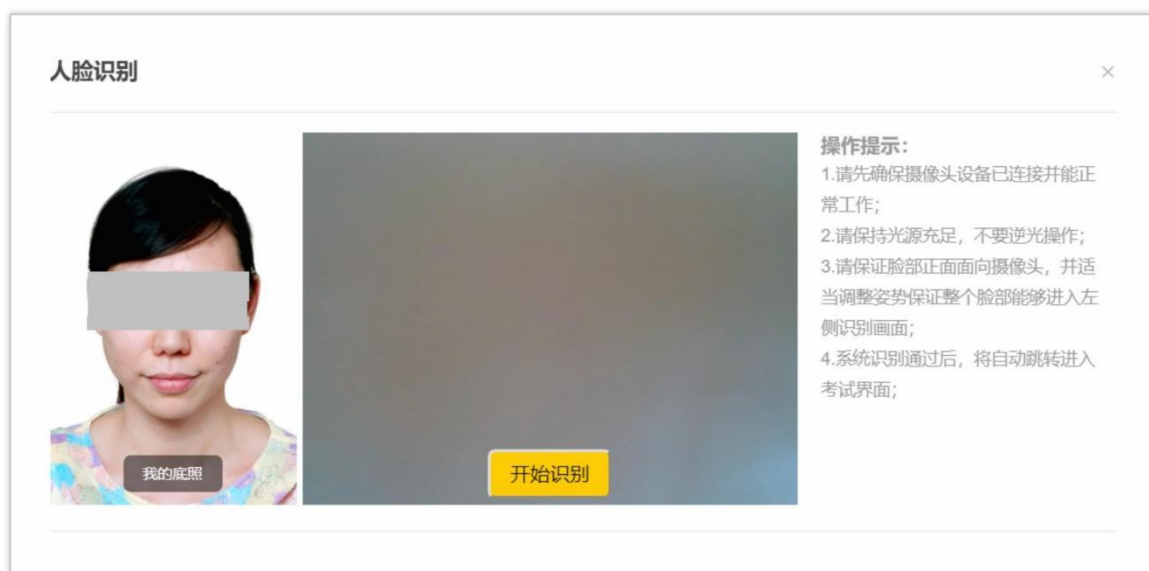 人脸识别
×
我的底照
开始识别
操作提示：
1.请先确保摄像头设备已连接并能正
常工作；
2.请保持光源充足，不要逆光操作；
3.请保证脸部正面面向摄像头，并适
当调整姿势保证整个脸部能够进入左
侧识别画面；
4.系统识别通过后，将自动跳转进入
考试界面；